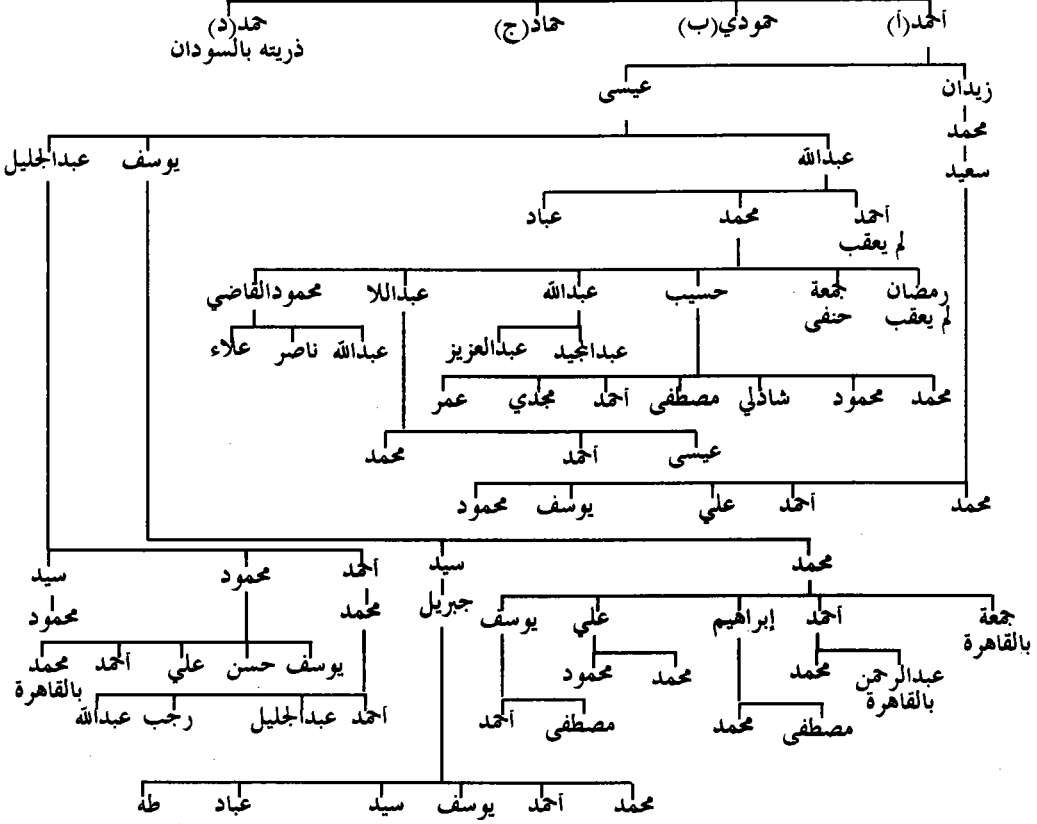 أحمد(أ) حمودي(ب) حماد(ج) حمد(د)
ذريته بالسودان
زيدان عيسى
محمد
عبدالله يوسف عبدالجليل
سعيد
أحمد محمد عباد
لم يعقب
رمضان جمعة حسيب عبدالله عبداللا محمودالقاضي
لم يعقب حنفى
عبدالمجيد عبدالعزيز عبدالله ناصر علاء
محمد محمود شاذلي مصطفى أحمد مجدي عمر
عيسى أحمد محمد
محمد أحمد علي يوسف محمود
محمد سيد أحمد محمود سيد
جمعة أحمد إبراهيم علي يوسف جبريل محمد محمود
بالقاهرة
عبدالرحمن محمد محمد محمود يوسف حسن علي أحمد محمد
بالقاهرة بالقاهرة
مصطفى محمد مصطفى أحمد أحمد عبدالجليل رجب عبدالله
محمد أحمد يوسف سيد عباد طه